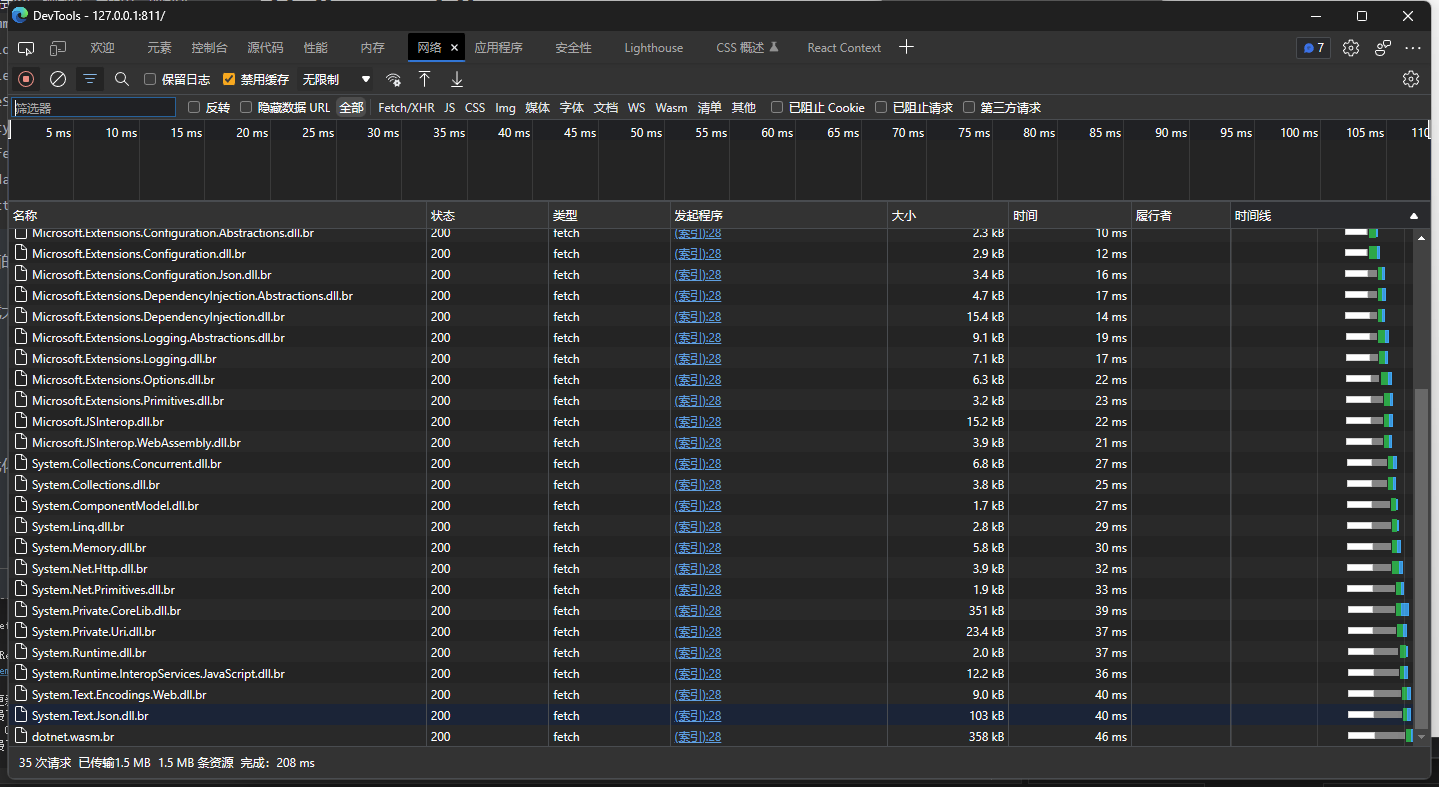 DevTools - 127.0.0.1:811/
欢迎 元素 控制台 源代码 性能 内存 网络 应用程序 安全性 Lighthouse CSS 概述 React Context 7
保留日志 禁用缓存 无限制
筛选器 反转 隐藏数据 URL 全部 Fetch/XHR JS CSS Img 媒体 字体 文档 WS Wasm 清单 其他 已阻止 Cookie 已阻止请求 第三方请求
5 ms 10 ms 15 ms 20 ms 25 ms 30 ms 35 ms 40 ms 45 ms 50 ms 55 ms 60 ms 65 ms 70 ms 75 ms 80 ms 85 ms 90 ms 95 ms 100 ms 105 ms 110
名称 状态 类型 发起程序 大小 时间 履行者 时间线
Microsoft.Extensions.Configuration.Abstractions.dll.br 200 fetch (索引):28 2.3 kB 10 ms
Microsoft.Extensions.Configuration.dll.br 200 fetch (索引):28 2.9 kB 12 ms
Microsoft.Extensions.Configuration.Json.dll.br 200 fetch (索引):28 3.4 kB 16 ms
Microsoft.Extensions.DependencyInjection.Abstractions.dll.br 200 fetch (索引):28 4.7 kB 17 ms
Microsoft.Extensions.DependencyInjection.dll.br 200 fetch (索引):28 15.4 kB 14 ms
Microsoft.Extensions.Logging.Abstractions.dll.br 200 fetch (索引):28 9.1 kB 19 ms
Microsoft.Extensions.Logging.dll.br 200 fetch (索引):28 7.1 kB 17 ms
Microsoft.Extensions.Options.dll.br 200 fetch (索引):28 6.3 kB 22 ms
Microsoft.Extensions.Primitives.dll.br 200 fetch (索引):28 3.2 kB 23 ms
Microsoft.JSInterop.dll.br 200 fetch (索引):28 15.2 kB 22 ms
Microsoft.JSInterop.WebAssembly.dll.br 200 fetch (索引):28 3.9 kB 21 ms
System.Collections.Concurrent.dll.br 200 fetch (索引):28 6.8 kB 27 ms
System.Collections.dll.br 200 fetch (索引):28 3.8 kB 25 ms
System.ComponentModel.dll.br 200 fetch (索引):28 1.7 kB 27 ms
System.Linq.dll.br 200 fetch (索引):28 2.8 kB 29 ms
System.Memory.dll.br 200 fetch (索引):28 5.8 kB 30 ms
System.Net.Http.dll.br 200 fetch (索引):28 3.9 kB 32 ms
System.Net.Primitives.dll.br 200 fetch (索引):28 1.9 kB 33 ms
System.Private.CoreLib.dll.br 200 fetch (索引):28 351 kB 39 ms
System.Private.Uri.dll.br 200 fetch (索引):28 23.4 kB 37 ms
System.Runtime.dll.br 200 fetch (索引):28 2.0 kB 37 ms
System.Runtime.InteropServices.JavaScript.dll.br 200 fetch (索引):28 12.2 kB 36 ms
System.Text.Encodings.Web.dll.br 200 fetch (索引):28 9.0 kB 40 ms
System.Text.Json.dll.br 200 fetch (索引):28 103 kB 40 ms
dotnet.wasm.br 200 fetch (索引):28 358 kB 46 ms
35 次请求 已传输1.5 MB 1.5 MB 条资源 完成：208 ms